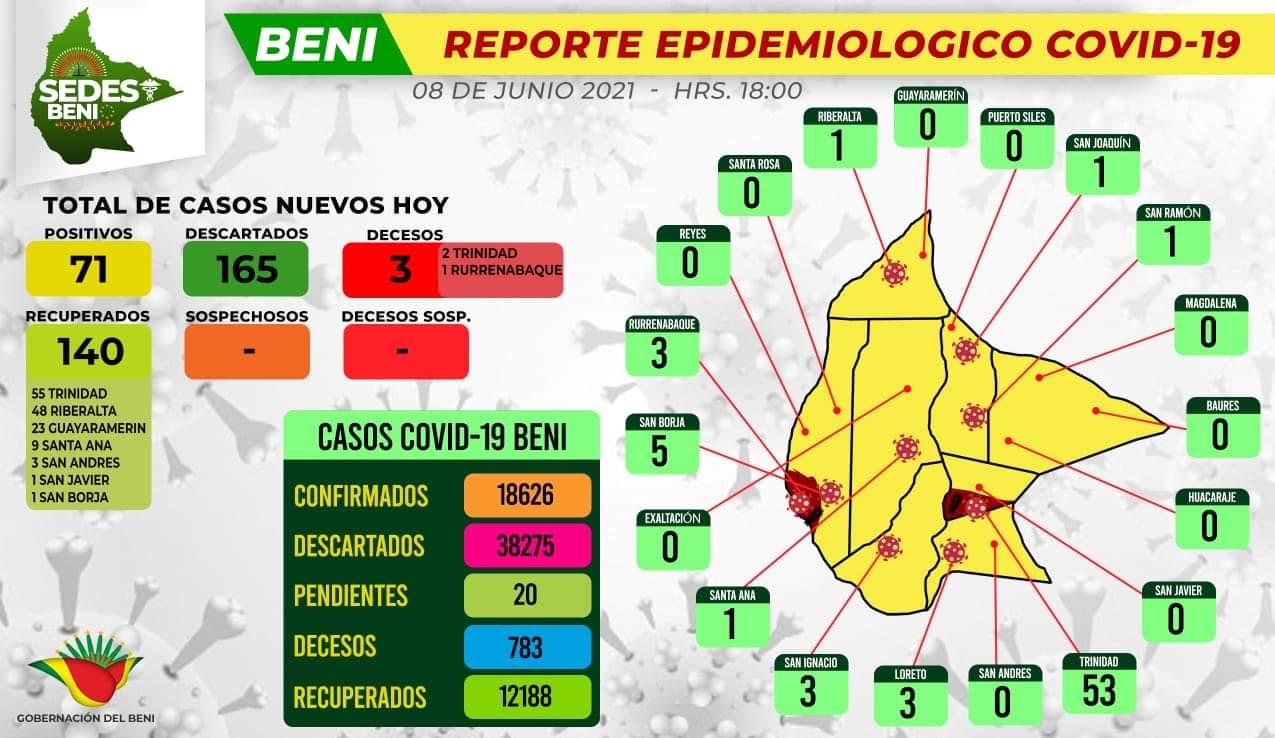 SEDES
BENI
BENI
REPORTE EPIDEMIOLOGICO COVID-19
08 DE JUNIO 2021 - HRS. 18:00
TOTAL DE CASOS NUEVOS HOY
POSITIVOS
71
DESCARTADOS
165
DECESOS
3
2 TRINIDAD
1 RURRENABAQUE
RECUPERADOS
140
55 TRINIDAD
48 RIBERALTA
23 GUAYARAMERIN
9 SANTA ANA
3 SAN ANDRES
1 SAN JAVIER
1 SAN BORJA
SOSPECHOSOS
-
DECESOS SOSP.
-
CASOS COVID-19 BENI
CONFIRMADOS 18626
DESCARTADOS 38275
PENDIENTES 20
DECESOS 783
RECUPERADOS 12188
GOBERNACIÓN DEL BENI
GUAYARAMERÍN
0
RIBERALTA
1
PUERTO SILES
0
SAN JOAQUÍN
1
SANTA ROSA
0
SAN RAMÓN
1
REYES
0
MAGDALENA
0
RURRENABAQUE
3
BAURES
0
SAN BORJA
5
HUACARAJE
0
EXALTACIÓN
0
SAN JAVIER
0
SANTA ANA
1
SAN IGNACIO
3
LORETO
3
SAN ANDRES
0
TRINIDAD
53